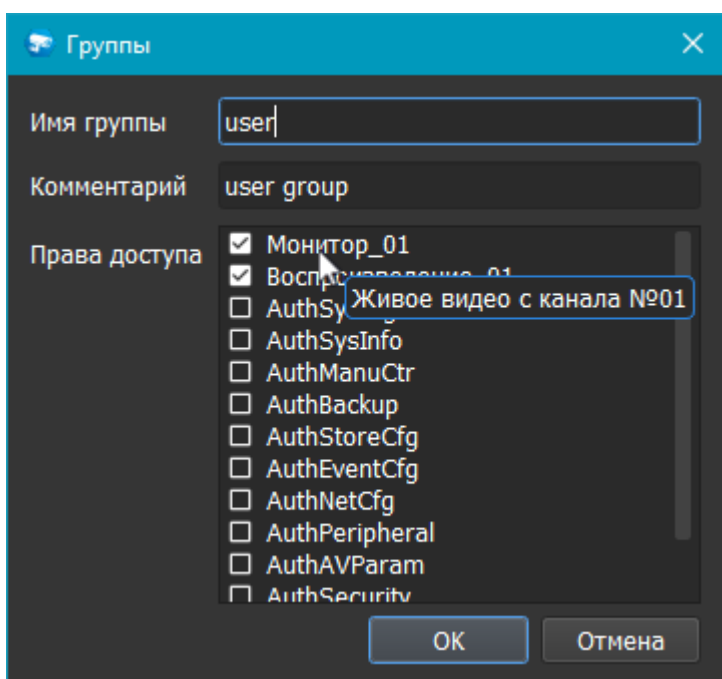 Группы
Имя группы user
Комментарий user group
Права доступа
Монитор_01
Живое видео с канала №01
AuthSysInfo
AuthManuCtr
AuthBackup
AuthStoreCfg
AuthEventCfg
AuthNetCfg
AuthPeripheral
AuthAVParam
AuthSecurity
OK Отмена